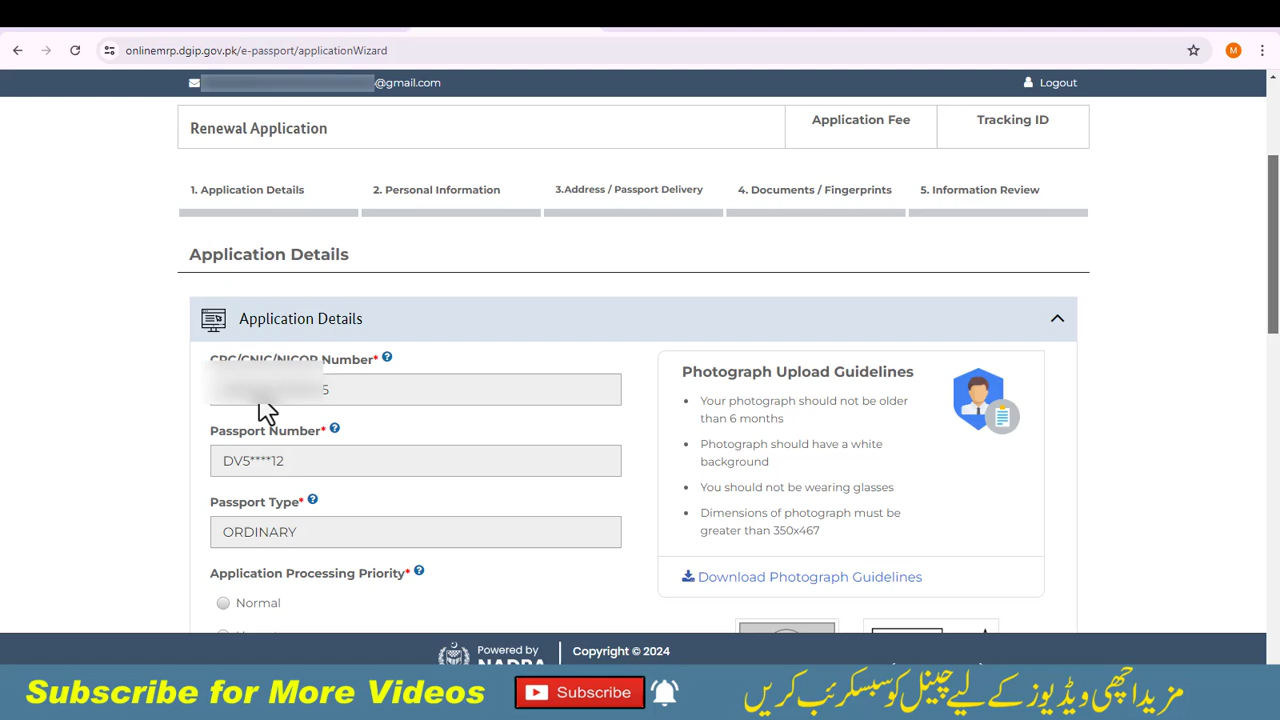 onlinemrp.dgip.gov.pk/e-passport/applicationWizard
M
@gmail.com
Logout
Renewal Application
Application Fee
Tracking ID
1. Application Details
2. Personal Information
3.Address / Passport Delivery
4. Documents / Fingerprints
5. Information Review
Application Details
Application Details
CRC/CNIC/NICOP Number* ?
5
Passport Number* ?
DV5****12
Passport Type* ?
ORDINARY
Application Processing Priority* ?
Normal
Photograph Upload Guidelines
• Your photograph should not be older
than 6 months
• Photograph should have a white
background
• You should not be wearing glasses
• Dimensions of photograph must be
greater than 350x467
Download Photograph Guidelines
Powered by
NADRA
Copyright © 2024
Subscribe for More Videos
Subscribe
مزید اچھی ویڈیوز کے لیے چینل کو سبسکرائب کریں